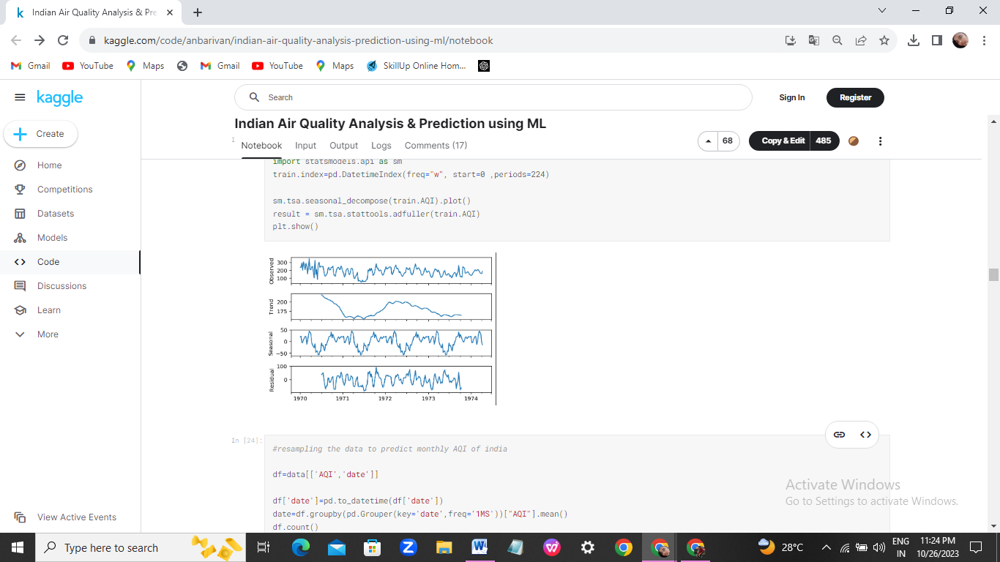 Indian Air Quality Analysis & Pre
kaggle.com/code/anbarivan/indian-air-quality-analysis-prediction-using-ml/notebook
Gmail YouTube Maps Gmail YouTube Maps SkillUp Online Hom...
kaggle
Search
Sign In
Register
Create
Home
Competitions
Datasets
Models
Code
Discussions
Learn
More
View Active Events
Indian Air Quality Analysis & Prediction using ML
Notebook Input Output Logs Comments (17)
68
Copy & Edit 485
import statsmodels.api as sm
train.index=pd.DatetimeIndex(freq="w", start=0 ,periods=224)
sm.tsa.seasonal_decompose(train.AQI).plot()
result = sm.tsa.stattools.adfuller(train.AQI)
plt.show()
Observed
300
200
100
Trend
200
175
Seasonal
50
0
−50
Residual
100
0
1970 1971 1972 1973 1974
In [24]:
#resampling the data to predict monthly AQI of india
df=data[['AQI','date']]
df['date']=pd.to_datetime(df['date'])
date=df.groupby(pd.Grouper(key='date',freq='1MS'))["AQI"].mean()
df.count()
Activate Windows
Go to Settings to activate Windows.
Type here to search
28°C
ENG
IN
11:24 PM
10/26/2023